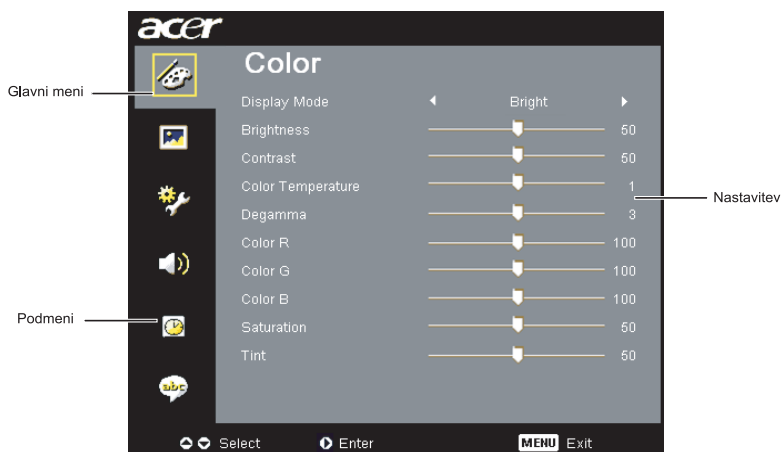 acer
Color
Glavni meni
Display Mode Bright
Brightness 50
Contrast 50
Color Temperature 1
Nastavitev
Degamma 3
Color R 100
Color G 100
Color B 100
Podmeni
Saturation 50
Tint 50
abc
Select Enter MENU Exit